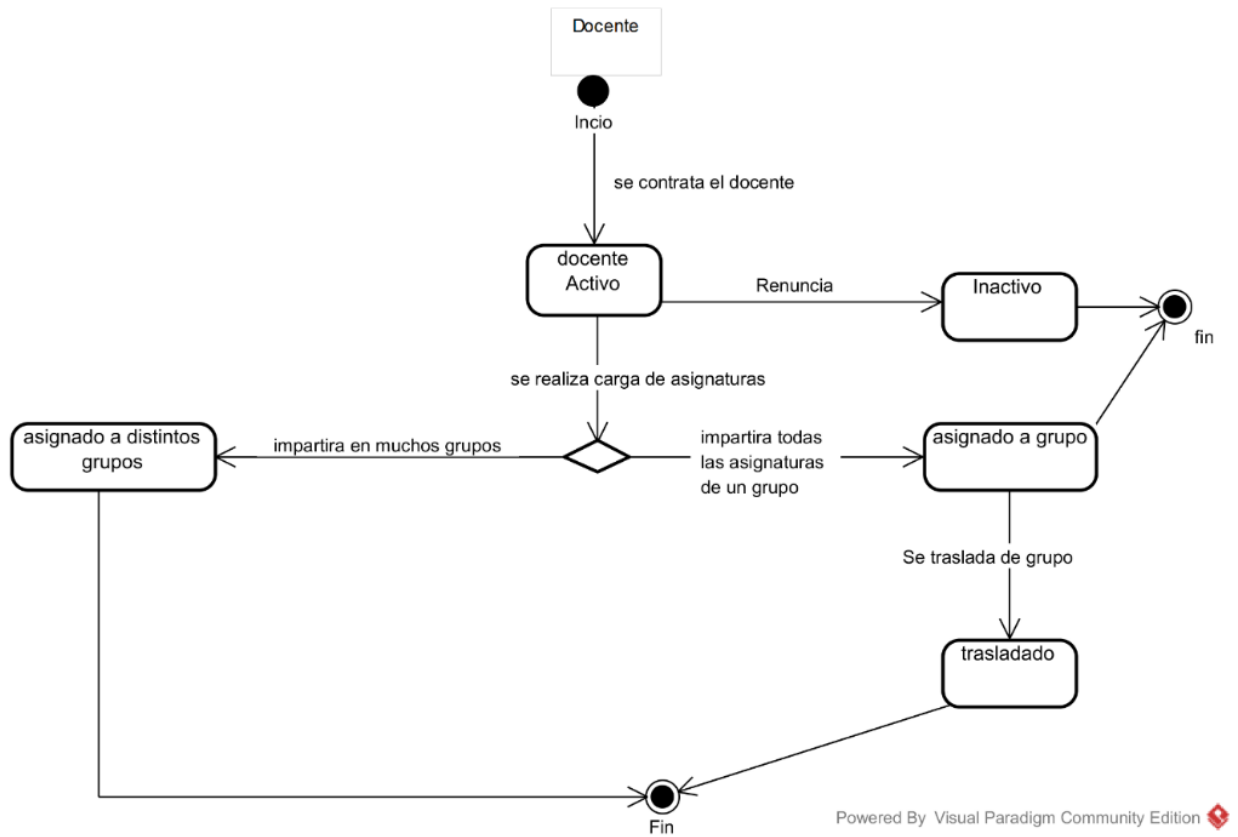 Docente
Incio
se contrata el docente
docente
Activo
Renuncia
Inactivo
fin
se realiza carga de asignaturas
asignado a distintos
grupos
impartira en muchos grupos
impartira todas
las asignaturas
de un grupo
asignado a grupo
Se traslada de grupo
trasladado
Fin
Powered By Visual Paradigm Community Edition